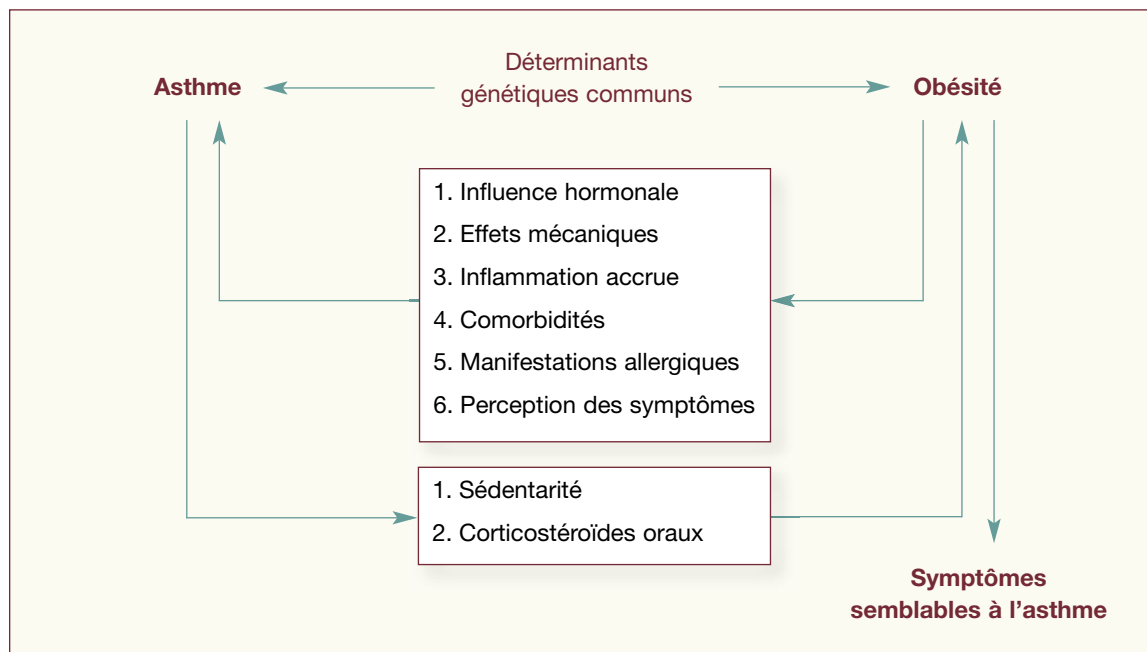 Déterminants
génétiques communs
Asthme
Obésité
1. Influence hormonale
2. Effets mécaniques
3. Inflammation accrue
4. Comorbidités
5. Manifestations allergiques
6. Perception des symptômes
1. Sédentarité
2. Corticostéroïdes oraux
Symptômes
semblables à l’asthme